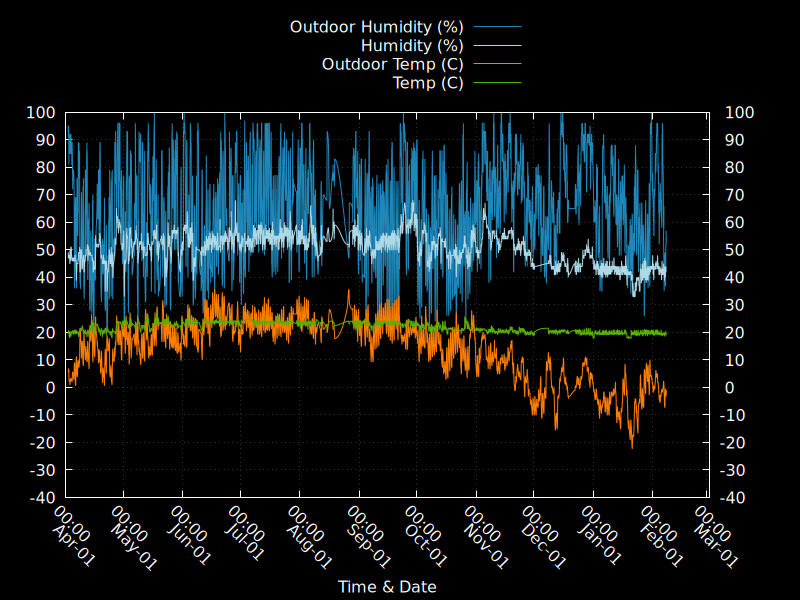 Outdoor Humidity (%)
Humidity (%)
Outdoor Temp (C)
Temp (C)
100 100
90 90
80 80
70 70
60 60
50 50
40 40
30 30
20 20
10 10
0 0
-10 -10
-20 -20
-30 -30
-40 -40
00:00 00:00 00:00 00:00 00:00 00:00 00:00 00:00 00:00 00:00 00:00 00:00
Apr-01 May-01 Jun-01 Jul-01 Aug-01 Sep-01 Oct-01 Nov-01 Dec-01 Jan-01 Feb-01 Mar-01
Time & Date